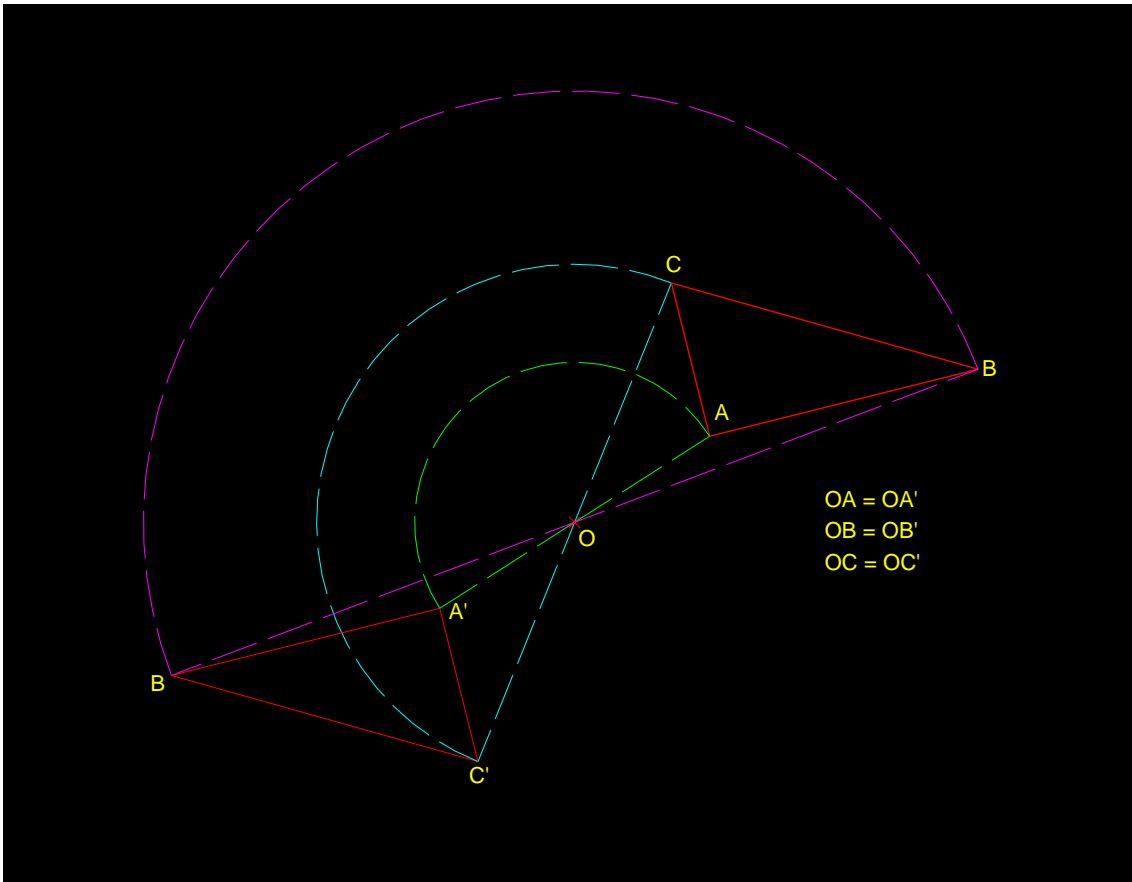 C
B
A
OA = OA'
OB = OB'
O
OC = OC'
A'
B
C'